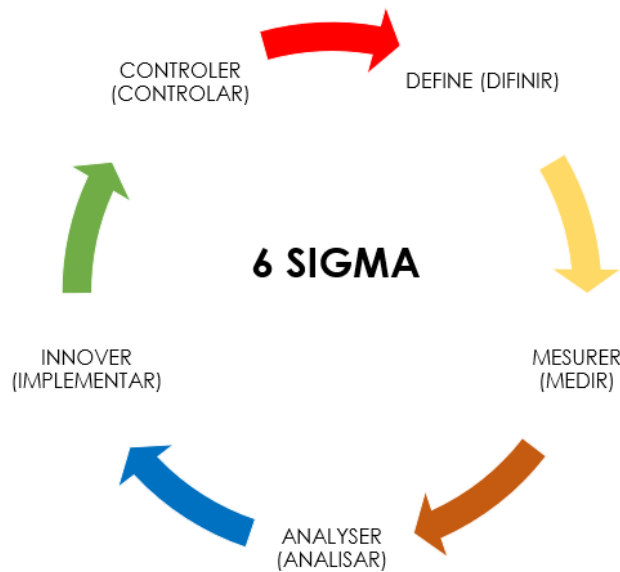 CONTROLER
(CONTROLAR)
DEFINE (DIFINIR)
6 SIGMA
INNOVER
(IMPLEMENTAR)
MESURER
(MEDIR)
ANALYSER
(ANALISAR)